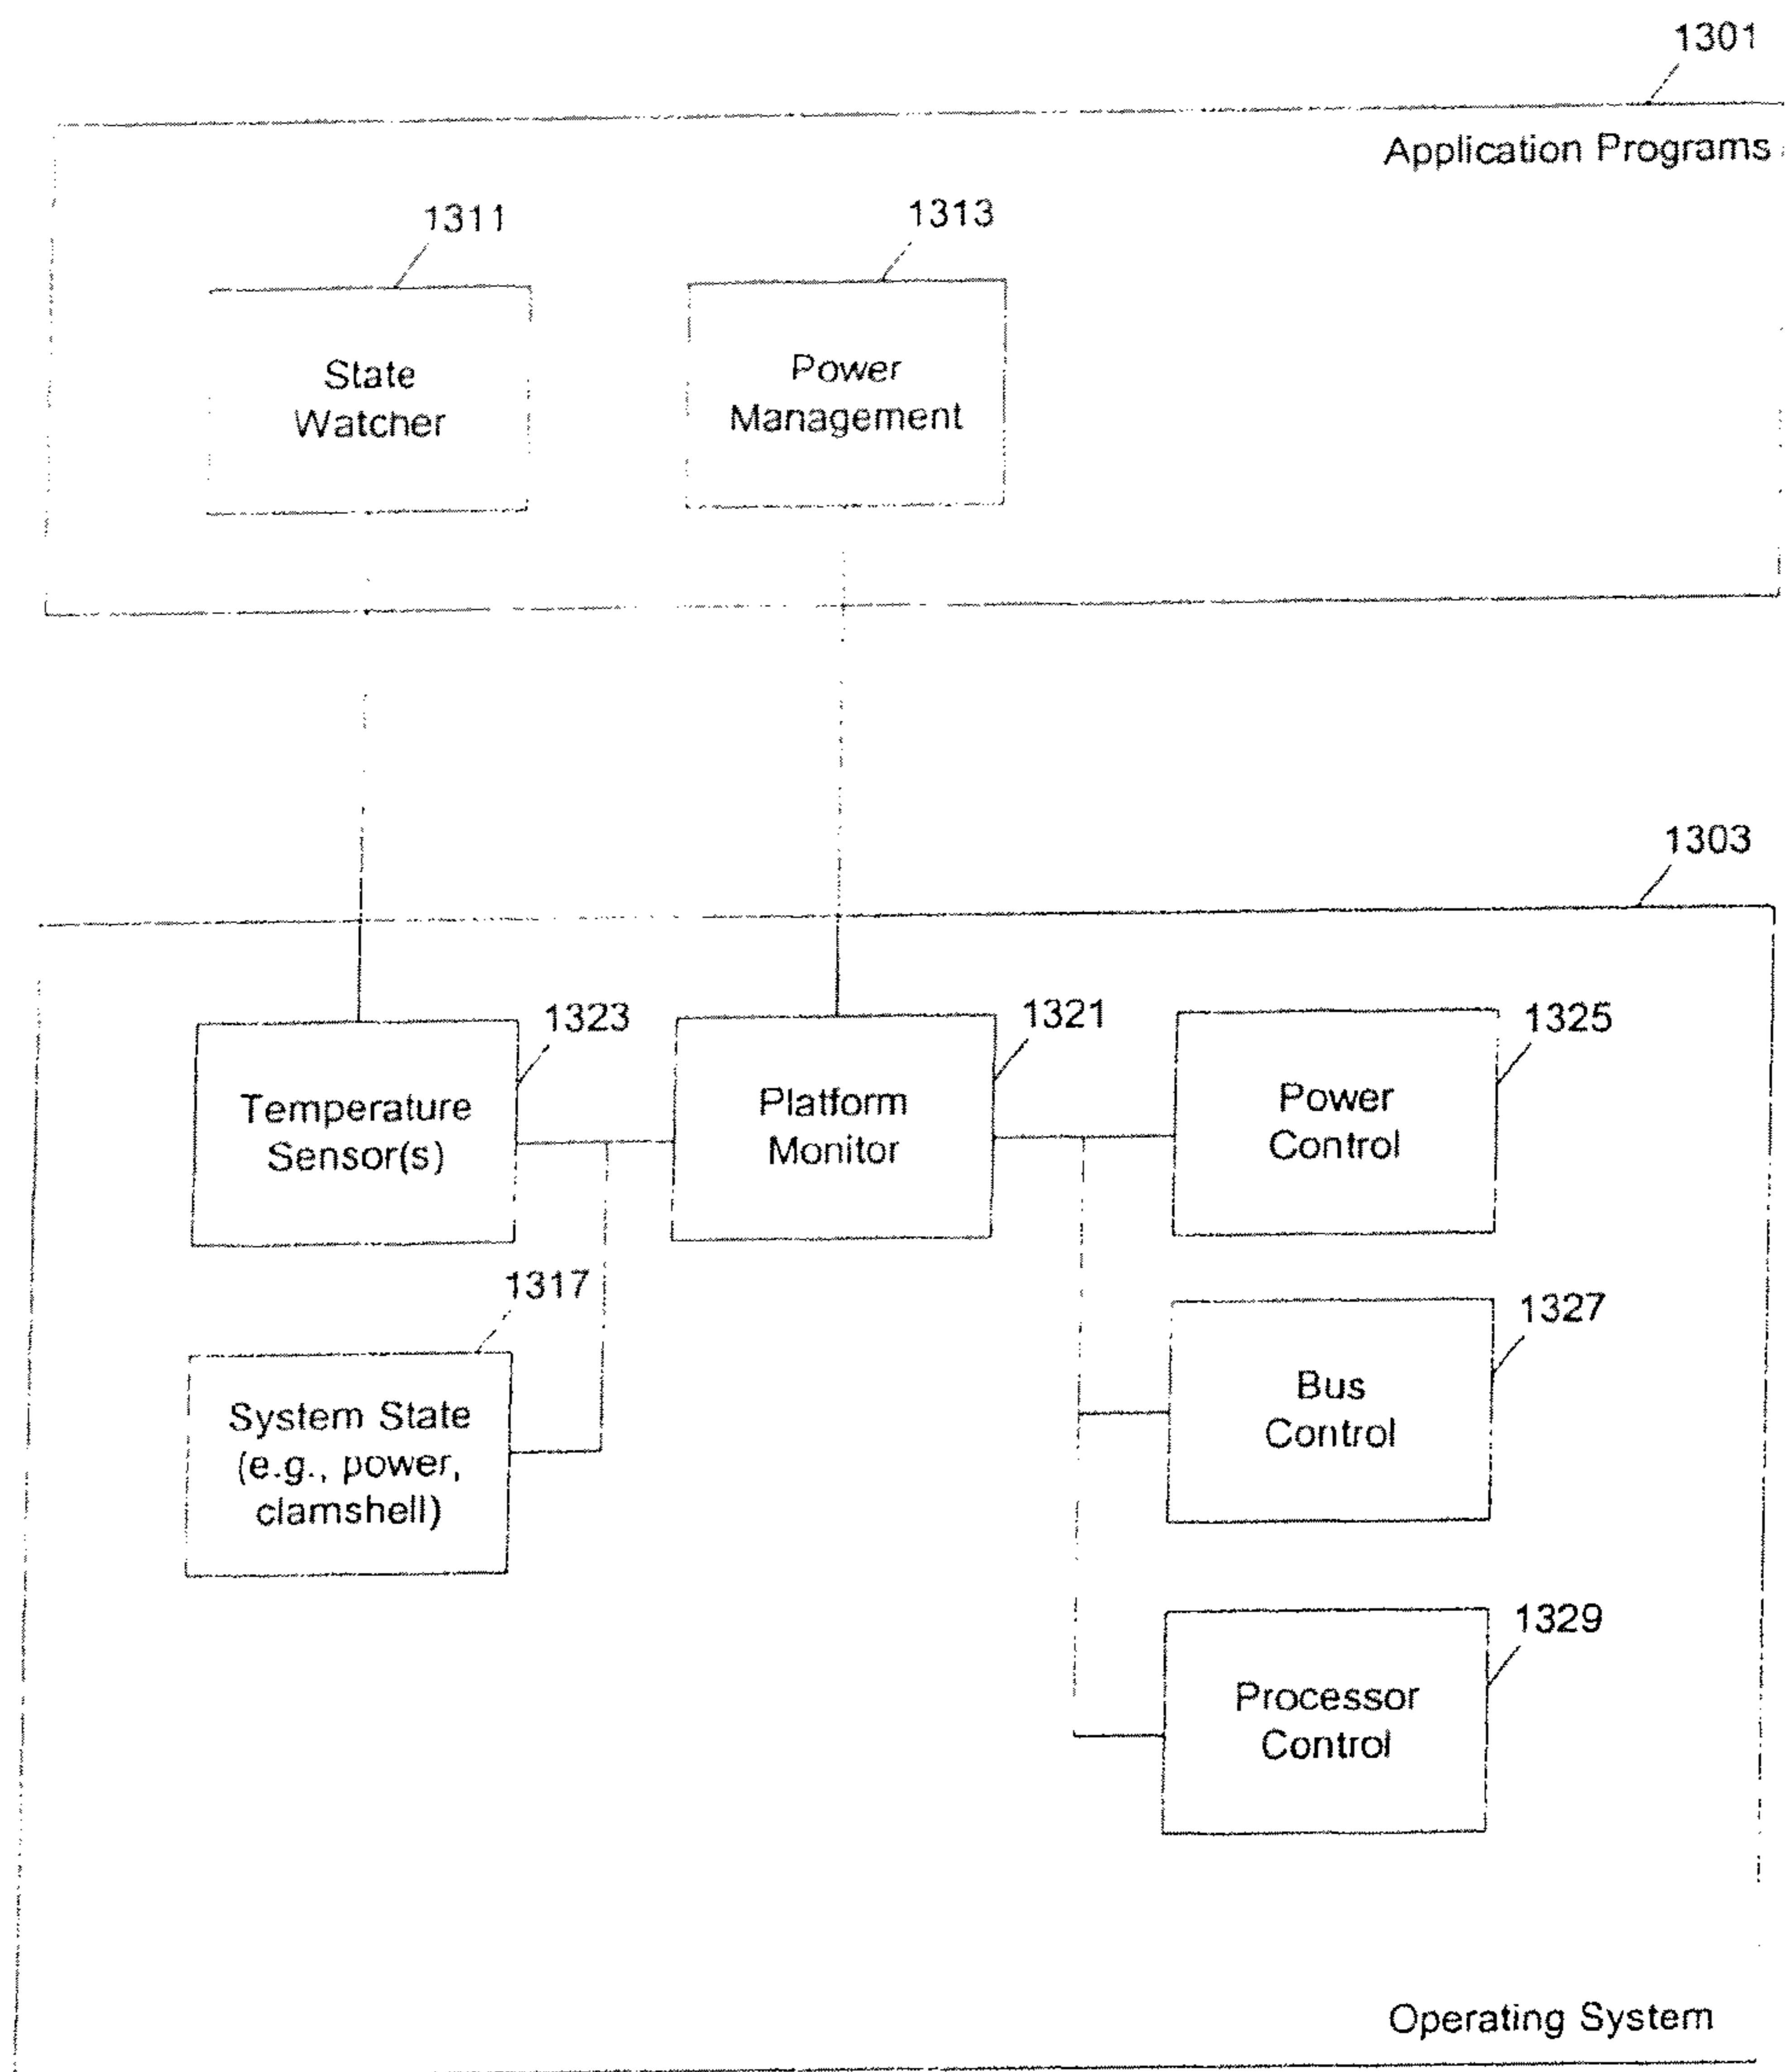 1301
Application Programs
1311
1313
State
Watcher
Power
Management
1303
1323
1321
1325
Temperature
Sensor(s)
Platform
Monitor
Power
Control
1317
1327
System State
(e.g., power,
clamshell)
Bus
Control
1329
Processor
Control
Operating System